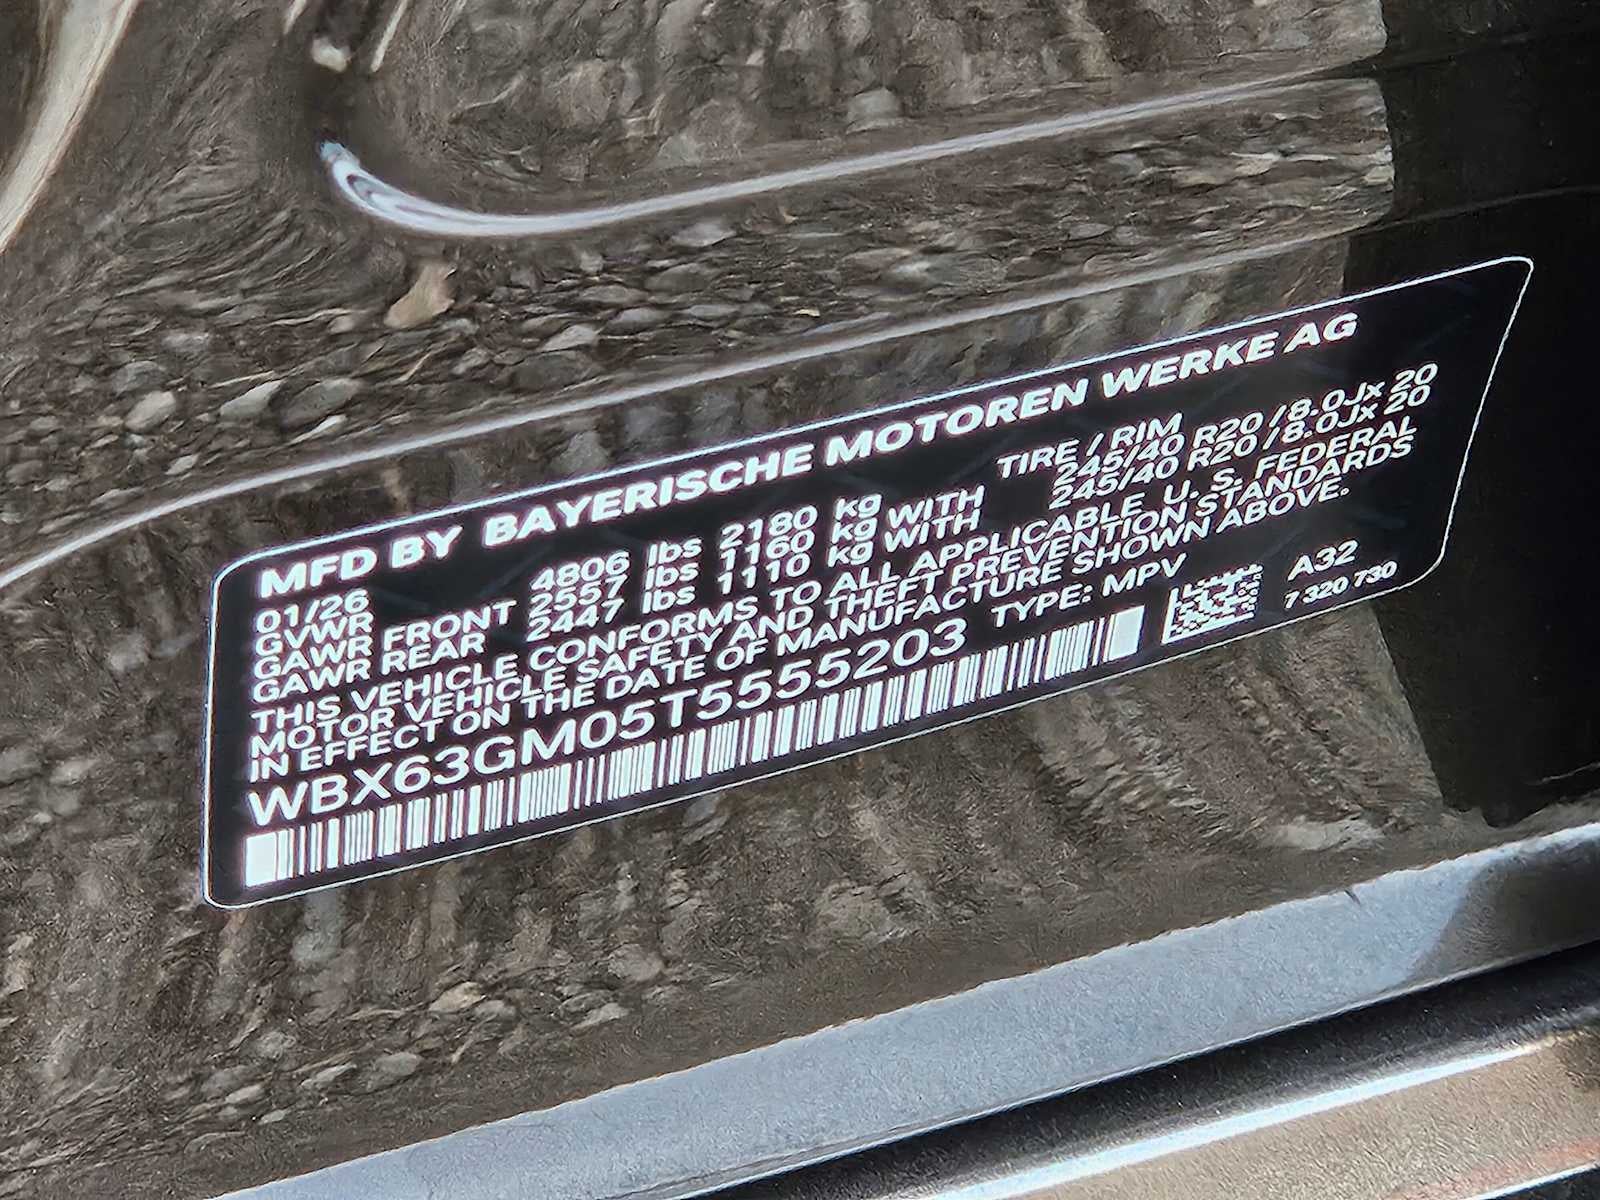 MFD BY BAYERISCHE MOTOREN WERKE AG
01/26 TIRE / RIM
GVWR 4806 lbs 2180 kg
GAWR FRONT 2557 lbs 1160 kg WITH 245/40 R20 / 8.0Jx 20
GAWR REAR 2447 lbs 1110 kg WITH 245/40 R20 / 8.0Jx 20
THIS VEHICLE CONFORMS TO ALL APPLICABLE U. S. FEDERAL
MOTOR VEHICLE SAFETY AND THEFT PREVENTION STANDARDS
IN EFFECT ON THE DATE OF MANUFACTURE SHOWN ABOVE.
WBX63GM05T5555203 TYPE: MPV
A32
7 320 730